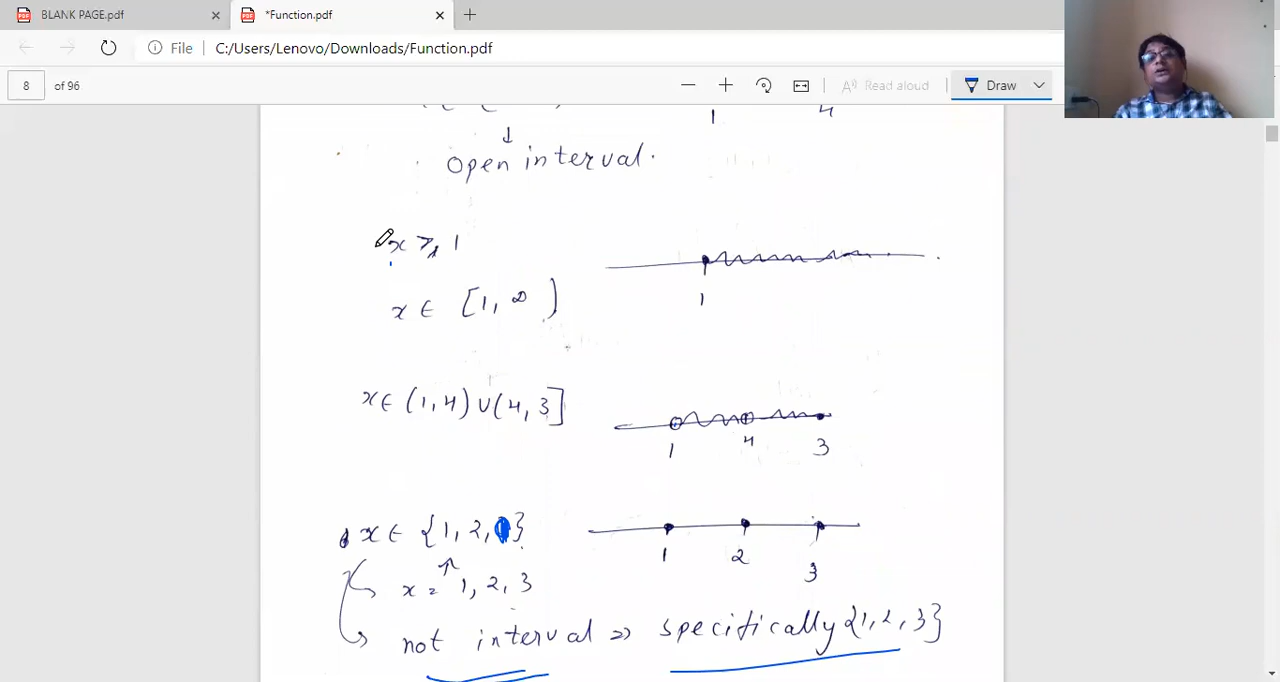 BLANK PAGE.pdf
*Function.pdf
File
C:/Users/Lenovo/Downloads/Function.pdf
8 of 96
Read aloud
Draw
1 4
open interval.
x ≥ 1
1
x ∈ [1, ∞)
x ∈ (1, 4) ∪ (4, 3]
1 4 3
x ∈ {1, 2, }
1 2 3
x = 1, 2, 3
not interval ⇒ specifically {1, 2, 3}